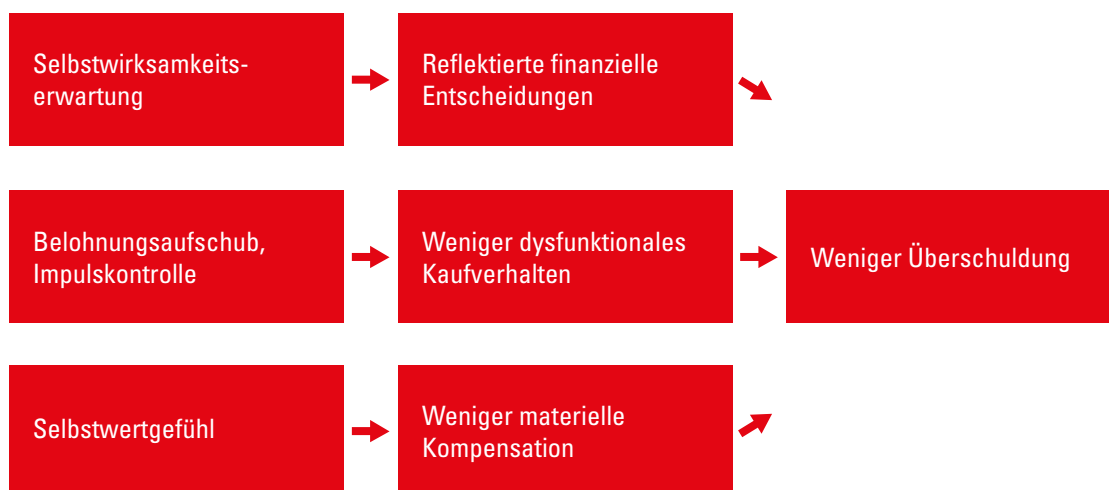 Selbstwirksamkeits-
erwartung
Reflektierte finanzielle
Entscheidungen
Belohnungsaufschub,
Impulskontrolle
Weniger dysfunktionales
Kaufverhalten
Weniger Überschuldung
Selbstwertgefühl
Weniger materielle
Kompensation